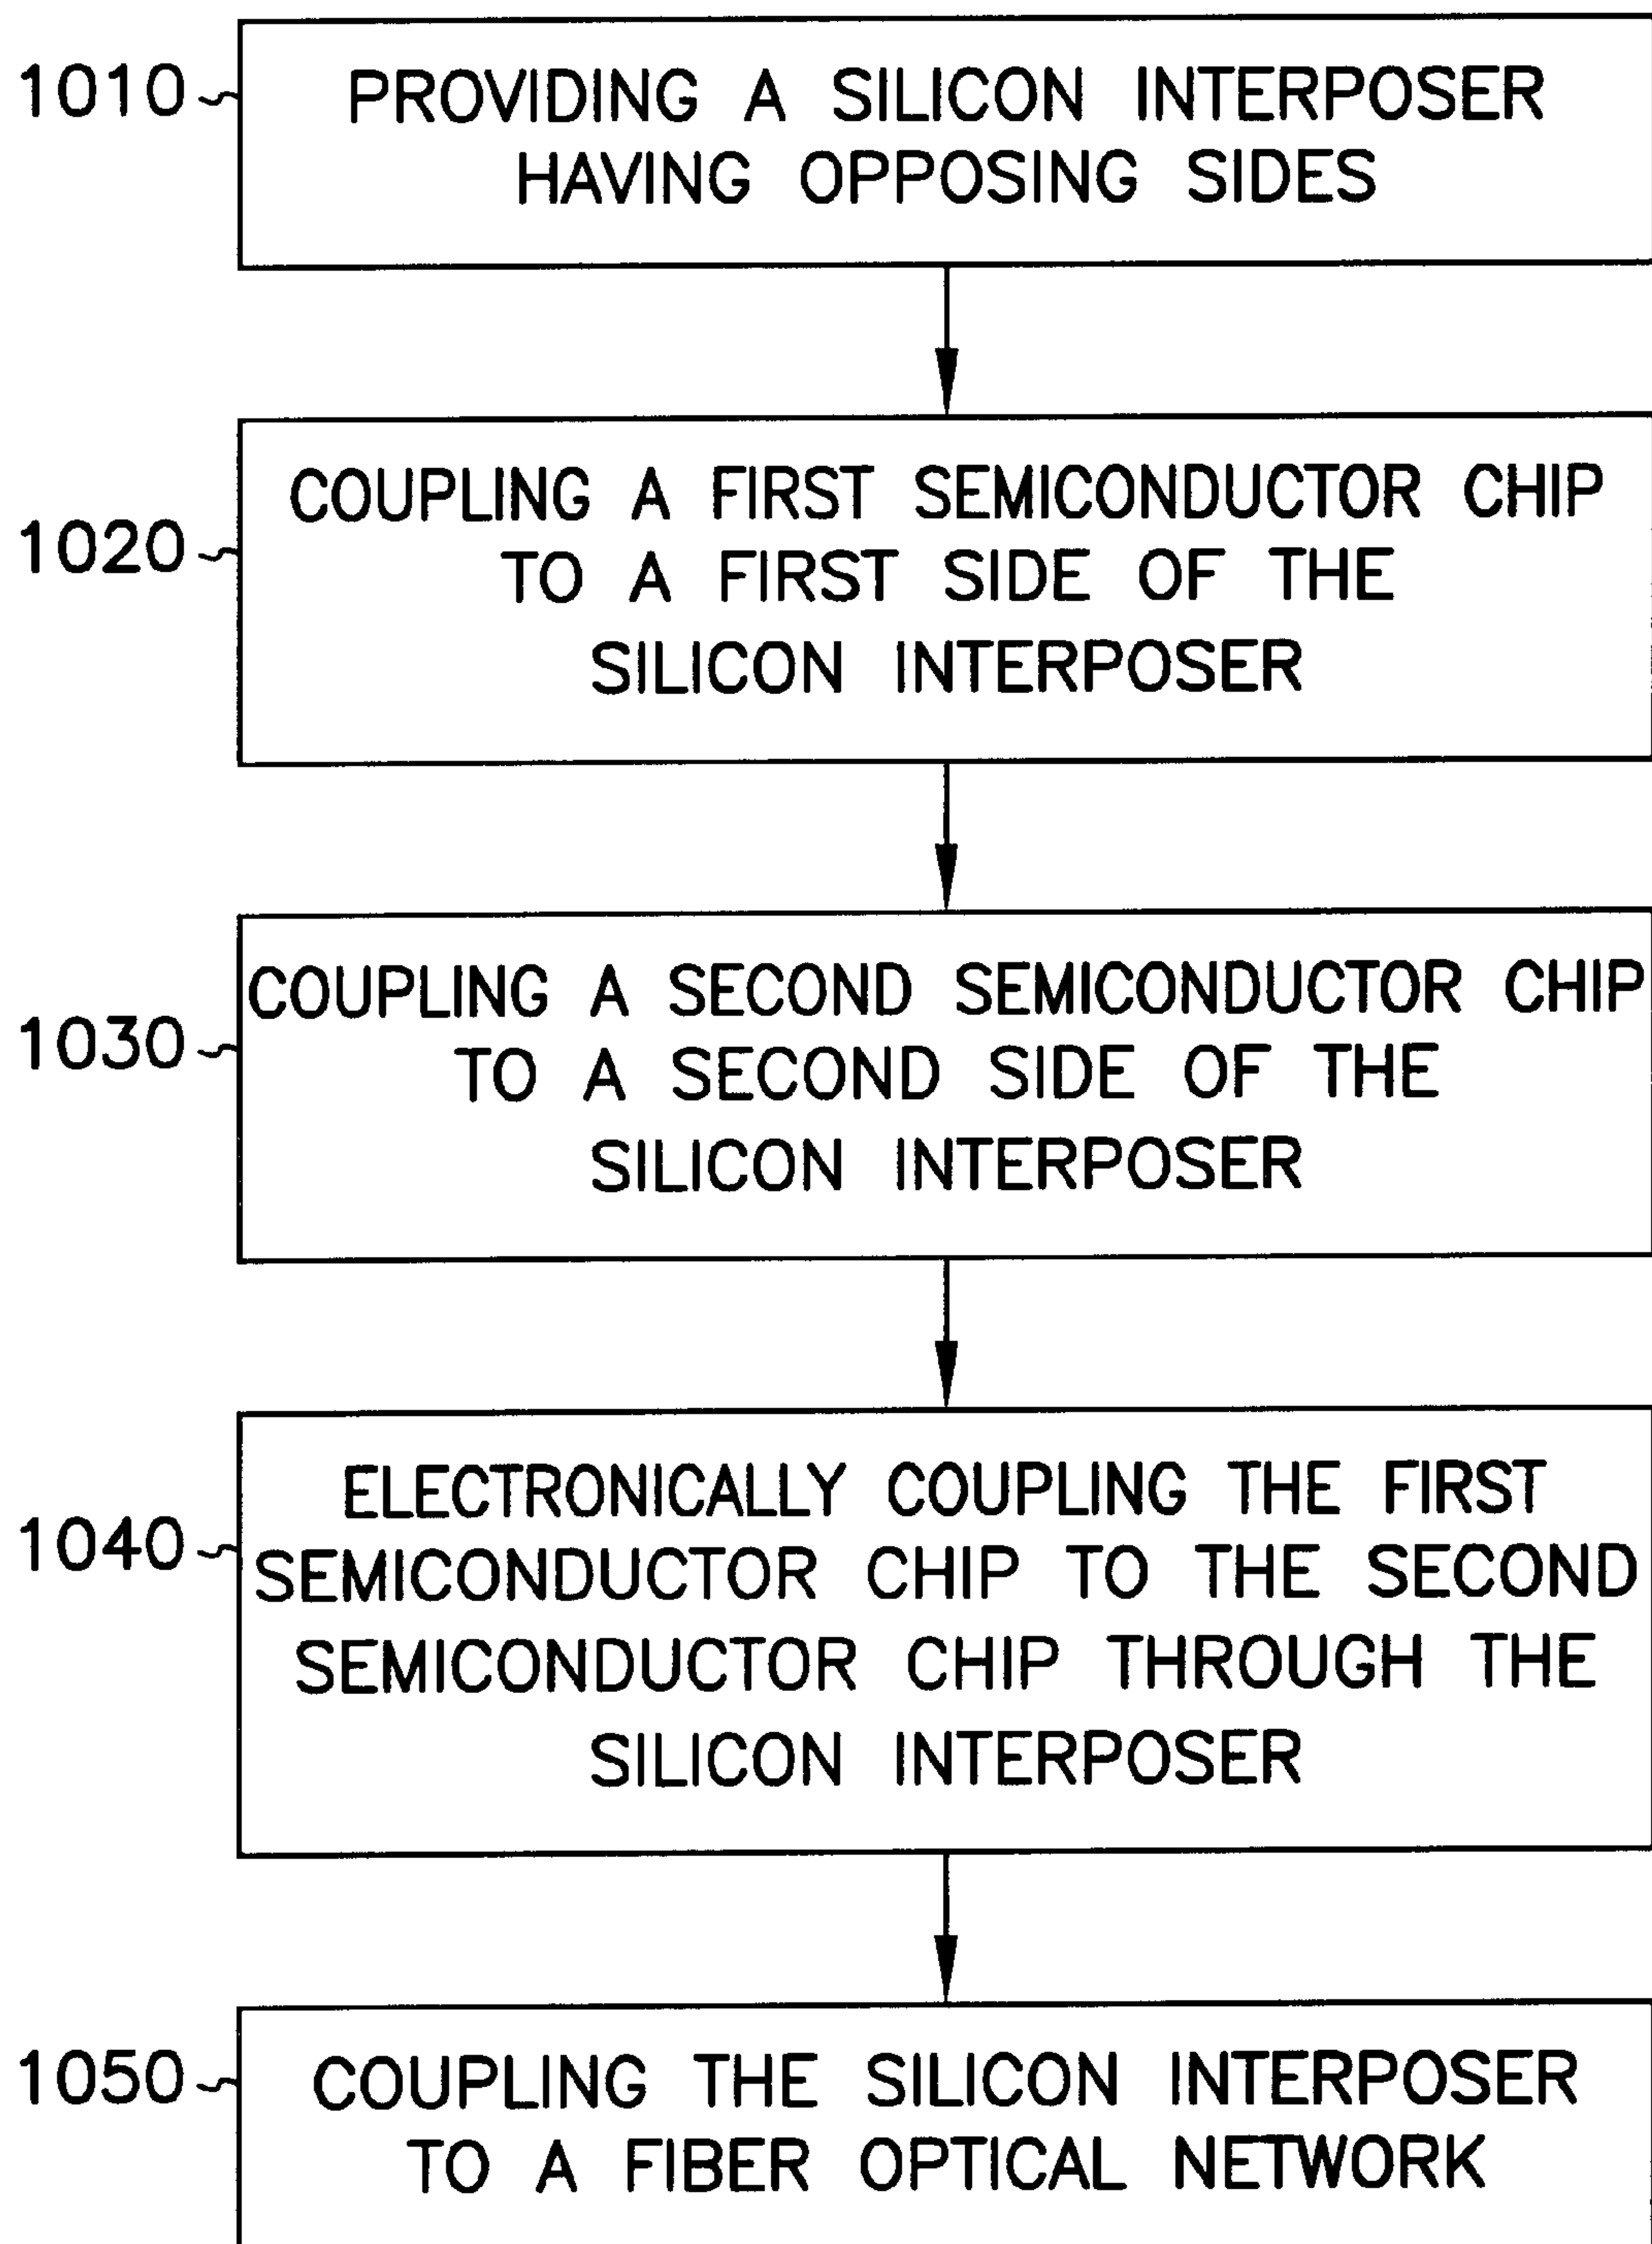 1010
PROVIDING A SILICON INTERPOSER
HAVING OPPOSING SIDES
1020
COUPLING A FIRST SEMICONDUCTOR CHIP
TO A FIRST SIDE OF THE
SILICON INTERPOSER
1030
COUPLING A SECOND SEMICONDUCTOR CHIP
TO A SECOND SIDE OF THE
SILICON INTERPOSER
1040
ELECTRONICALLY COUPLING THE FIRST
SEMICONDUCTOR CHIP TO THE SECOND
SEMICONDUCTOR CHIP THROUGH THE
SILICON INTERPOSER
1050
COUPLING THE SILICON INTERPOSER
TO A FIBER OPTICAL NETWORK